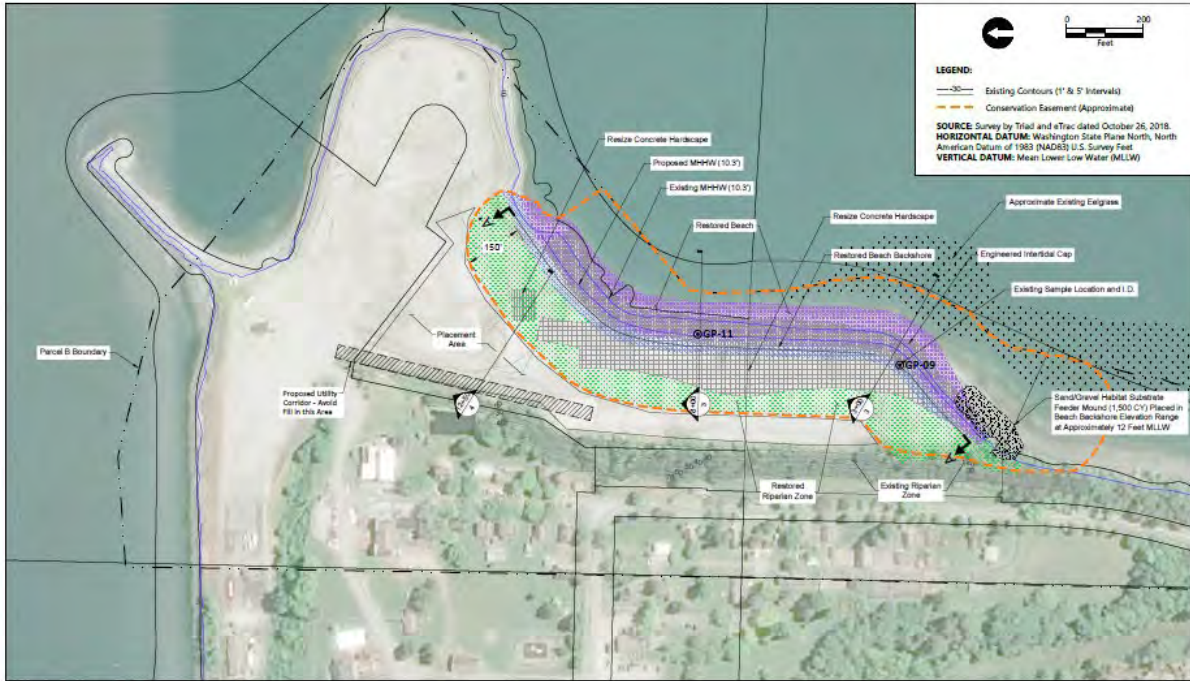 0 200
Feet
LEGEND:
-30- Existing Contours (1' & 5' Intervals)
Conservation Easement (Approximate)
SOURCE: Survey by Triad and eTrac dated October 26, 2018.
HORIZONTAL DATUM: Washington State Plane North, North
American Datum of 1983 (NAD83) U.S. Survey Feet
VERTICAL DATUM: Mean Lower Low Water (MLLW)
Resize Concrete Hardscape
Proposed MHHW (10.3')
Existing MHHW (10.3')
Restored Beach
Resize Concrete Hardscape
Restored Beach Backshore
Approximate Existing Eelgrass
Engineered Intertidal Cap
Existing Sample Location and I.D.
150'
GP-11
GP-09
Placement
Area
Parcel B Boundary
Proposed Utility
Corridor - Avoid
Fill in this Area
Sand/Gravel Habitat Substrate
Feeder Mound (1,500 CY) Placed in
Beach Backshore Elevation Range
at Approximately 12 Feet MLLW
Restored
Riparian Zone
Existing Riparian
Zone